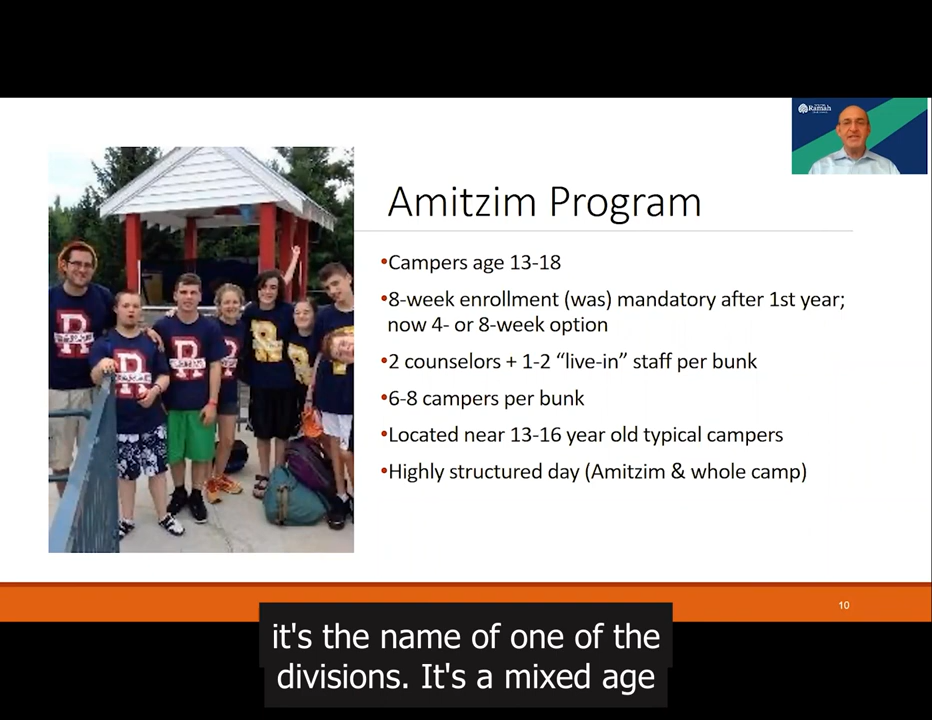 Ramah
Amitzim Program
•Campers age 13-18
•8-week enrollment (was) mandatory after 1st year;
now 4- or 8-week option
•2 counselors + 1-2 “live-in” staff per bunk
•6-8 campers per bunk
•Located near 13-16 year old typical campers
•Highly structured day (Amitzim & whole camp)
R
R
R
R
R
R
10
it's the name of one of the
divisions. It's a mixed age